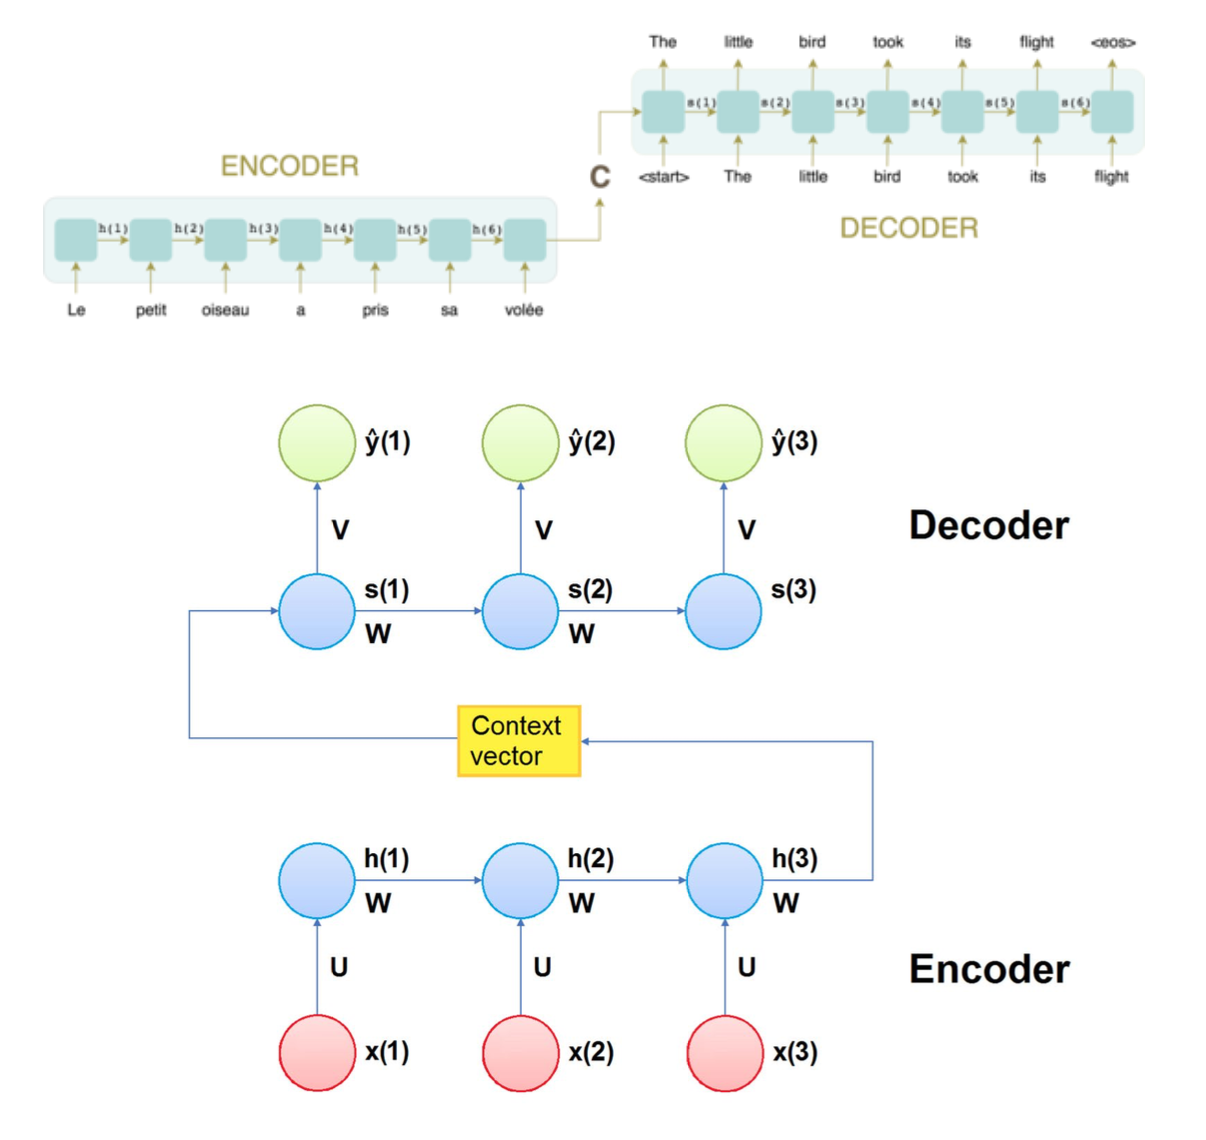 The little bird took its flight <eos>
s(1) s(2) s(3) s(4) s(5) s(6)
<start> The little bird took its flight
DECODER
C
ENCODER
h(1) h(2) h(3) h(4) h(5) h(6)
Le petit oiseau a pris sa volée
ŷ(1) ŷ(2) ŷ(3)
V V V
Decoder
s(1) s(2) s(3)
W W
Context
vector
h(1) h(2) h(3)
W W W
U U U
Encoder
x(1) x(2) x(3)